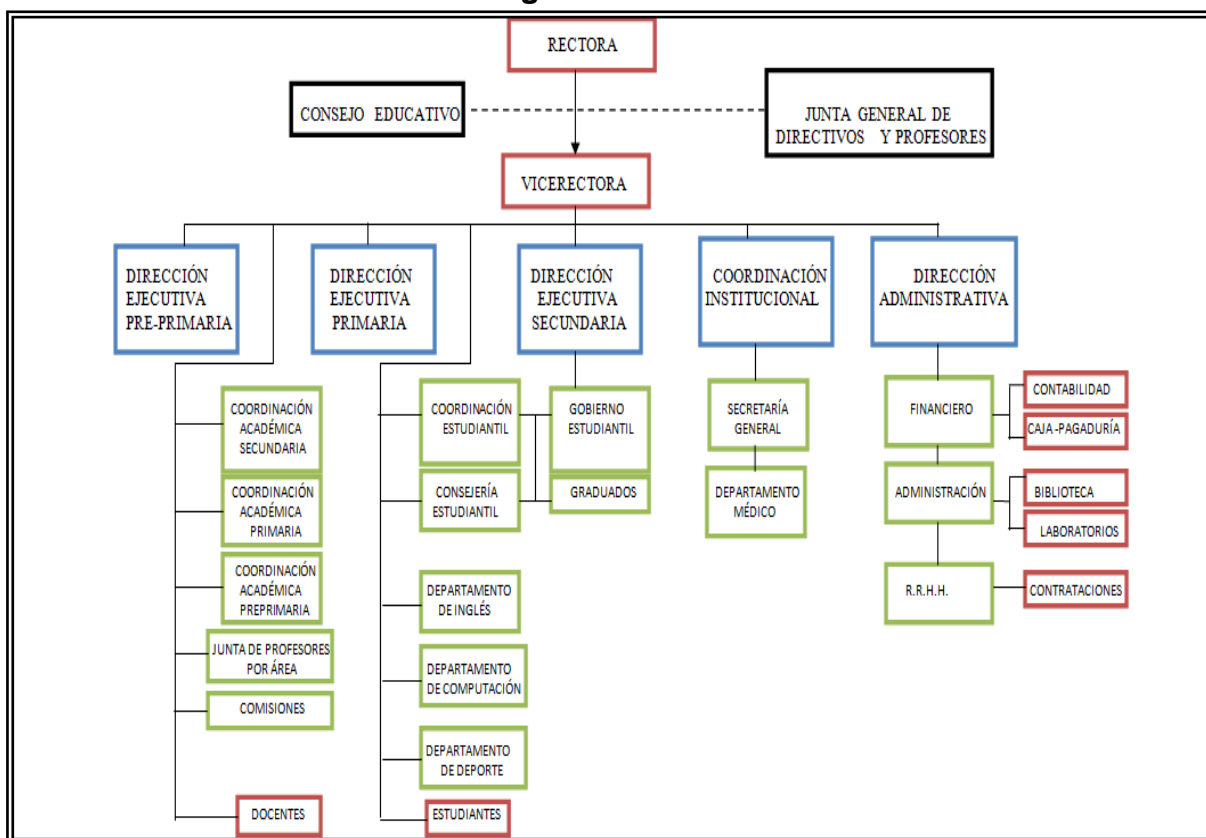 RECTORA
CONSEJO EDUCATIVO
JUNTA GENERAL DE
DIRECTIVOS Y PROFESORES
VICERECTORA
DIRECCIÓN
EJECUTIVA
PRE-PRIMARIA
DIRECCIÓN
EJECUTIVA
PRIMARIA
DIRECCIÓN
EJECUTIVA
SECUNDARIA
COORDINACIÓN
INSTITUCIONAL
DIRECCIÓN
ADMINISTRATIVA
COORDINACIÓN
ACADÉMICA
SECUNDARIA
COORDINACIÓN
ACADÉMICA
PRIMARIA
COORDINACIÓN
ACADÉMICA
PREPRIMARIA
JUNTA DE PROFESORES
POR ÁREA
COMISIONES
DOCENTES
COORDINACIÓN
ESTUDIANTIL
CONSEJERÍA
ESTUDIANTIL
DEPARTAMENTO
DE INGLÉS
DEPARTAMENTO
DE COMPUTACIÓN
DEPARTAMENTO
DE DEPORTE
ESTUDIANTES
GOBIERNO
ESTUDIANTIL
GRADUADOS
SECRETARÍA
GENERAL
DEPARTAMENTO
MÉDICO
FINANCIERO
CONTABILIDAD
CAJA -PAGADURÍA
ADMINISTRACIÓN
BIBLIOTECA
LABORATORIOS
R.R.H.H.
CONTRATACIONES